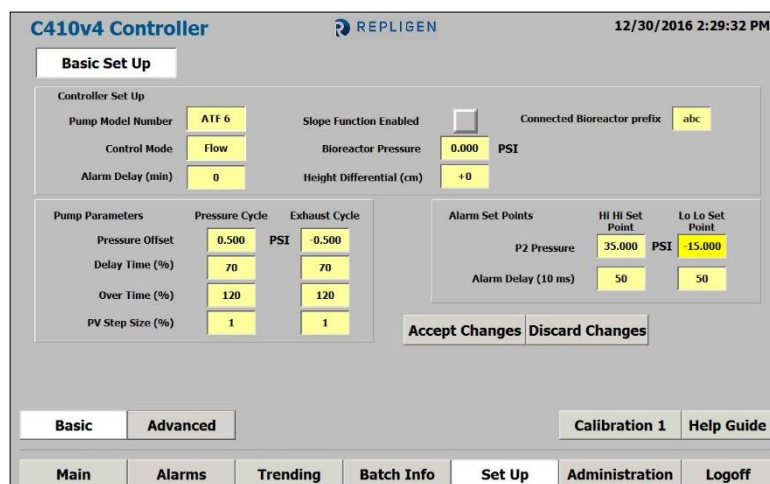 C410v4 Controller REPLIGEN 12/30/2016 2:29:32 PM
Basic Set Up
Controller Set Up
Pump Model Number ATF 6 Slope Function Enabled Connected Bioreactor prefix abc
Control Mode Flow Bioreactor Pressure 0.000 PSI
Alarm Delay (min) 0 Height Differential (cm) +0
Pump Parameters Pressure Cycle Exhaust Cycle
Pressure Offset 0.500 PSI -0.500
Delay Time (%) 70 70
Over Time (%) 120 120
PV Step Size (%) 1 1
Alarm Set Points Hi Hi Set Point Lo Lo Set Point
P2 Pressure 35.000 PSI -15.000
Alarm Delay (10 ms) 50 50
Accept Changes Discard Changes
Basic Advanced Calibration 1 Help Guide
Main Alarms Trending Batch Info Set Up Administration Logoff